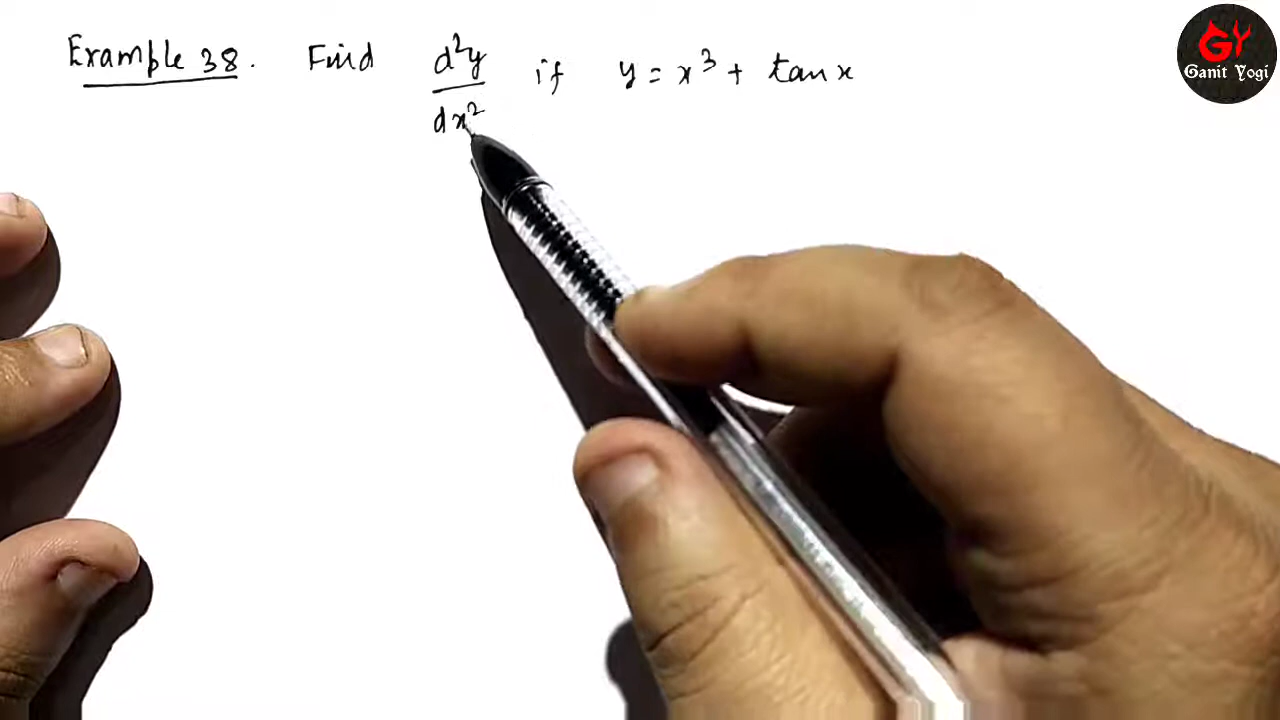 Example 38. Find d²y/dx² if y = x³ + tan x
GY
Ganit Yogi